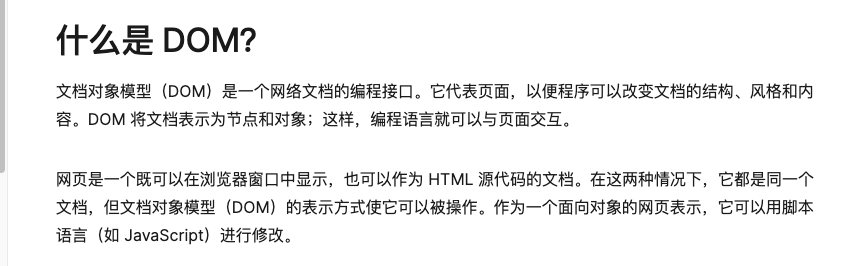 什么是 DOM?
文档对象模型（DOM）是一个网络文档的编程接口。它代表页面，以便程序可以改变文档的结构、风格和内
容。DOM 将文档表示为节点和对象；这样，编程语言就可以与页面交互。
网页是一个既可以在浏览器窗口中显示，也可以作为 HTML 源代码的文档。在这两种情况下，它都是同一个
文档，但文档对象模型（DOM）的表示方式使它可以被操作。作为一个面向对象的网页表示，它可以用脚本
语言（如 JavaScript）进行修改。